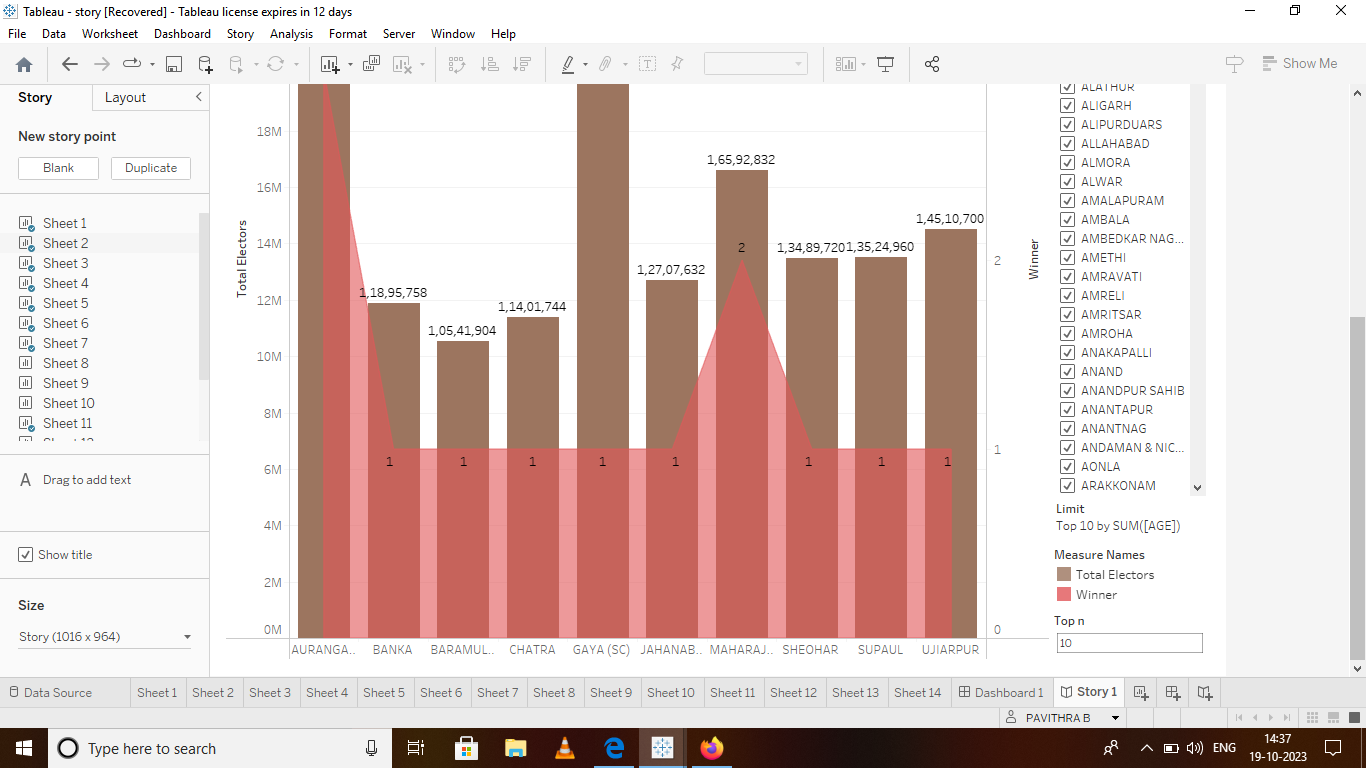 Tableau - story [Recovered] - Tableau license expires in 12 days
File Data Worksheet Dashboard Story Analysis Format Server Window Help
Show Me
Story Layout
New story point
Blank Duplicate
Sheet 1
Sheet 2
Sheet 3
Sheet 4
Sheet 5
Sheet 6
Sheet 7
Sheet 8
Sheet 9
Sheet 10
Sheet 11
Drag to add text
Show title
Size
Story (1016 x 964)
Total Electors
18M
16M
14M
12M
10M
8M
6M
4M
2M
0M
1,18,95,758
1,05,41,904
1,14,01,744
1,27,07,632
1,65,92,832
1,34,89,720
1,35,24,960
1,45,10,700
2
1 1 1 1 1 1 1 1
AURANGA.. BANKA BARAMUL.. CHATRA GAYA (SC) JAHANAB.. MAHARAJ.. SHEOHAR SUPAUL UJIARPUR
2
1
0
Winner
ALATHUR
ALIGARH
ALIPURDUARS
ALLAHABAD
ALMORA
ALWAR
AMALAPURAM
AMBALA
AMBEDKAR NAG...
AMETHI
AMRAVATI
AMRELI
AMRITSAR
AMROHA
ANAKAPALLI
ANAND
ANANDPUR SAHIB
ANANTAPUR
ANANTNAG
ANDAMAN & NIC...
AONLA
ARAKKONAM
Limit
Top 10 by SUM([AGE])
Measure Names
Total Electors
Winner
Top n
10
Data Source Sheet 1 Sheet 2 Sheet 3 Sheet 4 Sheet 5 Sheet 6 Sheet 7 Sheet 8 Sheet 9 Sheet 10 Sheet 11 Sheet 12 Sheet 13 Sheet 14 Dashboard 1 Story 1
PAVITHRA B
Type here to search
ENG
14:37
19-10-2023